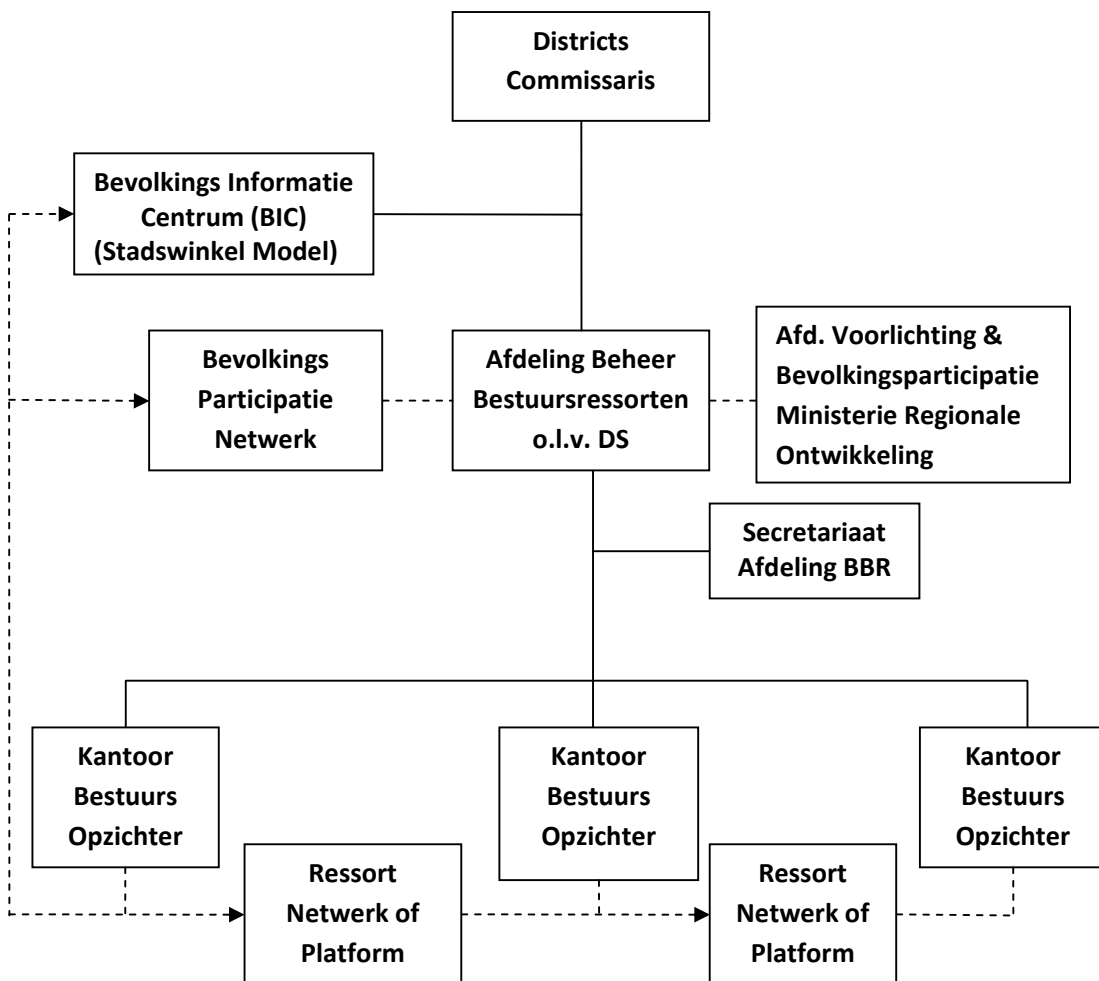 Districts
Commissaris
Bevolkings Informatie
Centrum (BIC)
(Stadswinkel Model)
Bevolkings
Participatie
Netwerk
Afdeling Beheer
Bestuursressorten
o.l.v. DS
Afd. Voorlichting &
Bevolkingsparticipatie
Ministerie Regionale
Ontwikkeling
Secretariaat
Afdeling BBR
Kantoor
Bestuurs
Opzichter
Kantoor
Bestuurs
Opzichter
Kantoor
Bestuurs
Opzichter
Ressort
Netwerk of
Platform
Ressort
Netwerk of
Platform